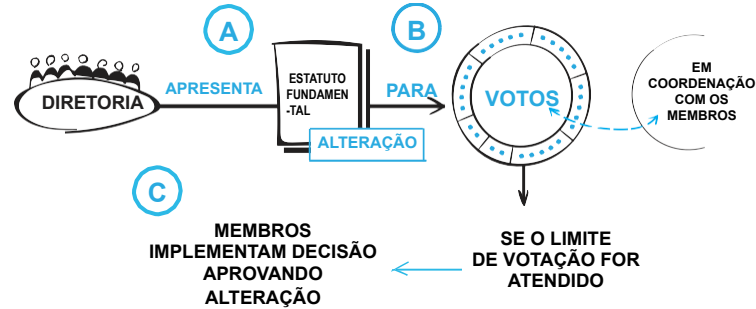 A
B
DIRETORIA
APRESENTA
ESTATUTO
FUNDAMEN
-TAL
ALTERAÇÃO
PARA
VOTOS
EM
COORDENAÇÃO
COM OS
MEMBROS
C
MEMBROS
IMPLEMENTAM DECISÃO
APROVANDO
ALTERAÇÃO
SE O LIMITE
DE VOTAÇÃO FOR
ATENDIDO